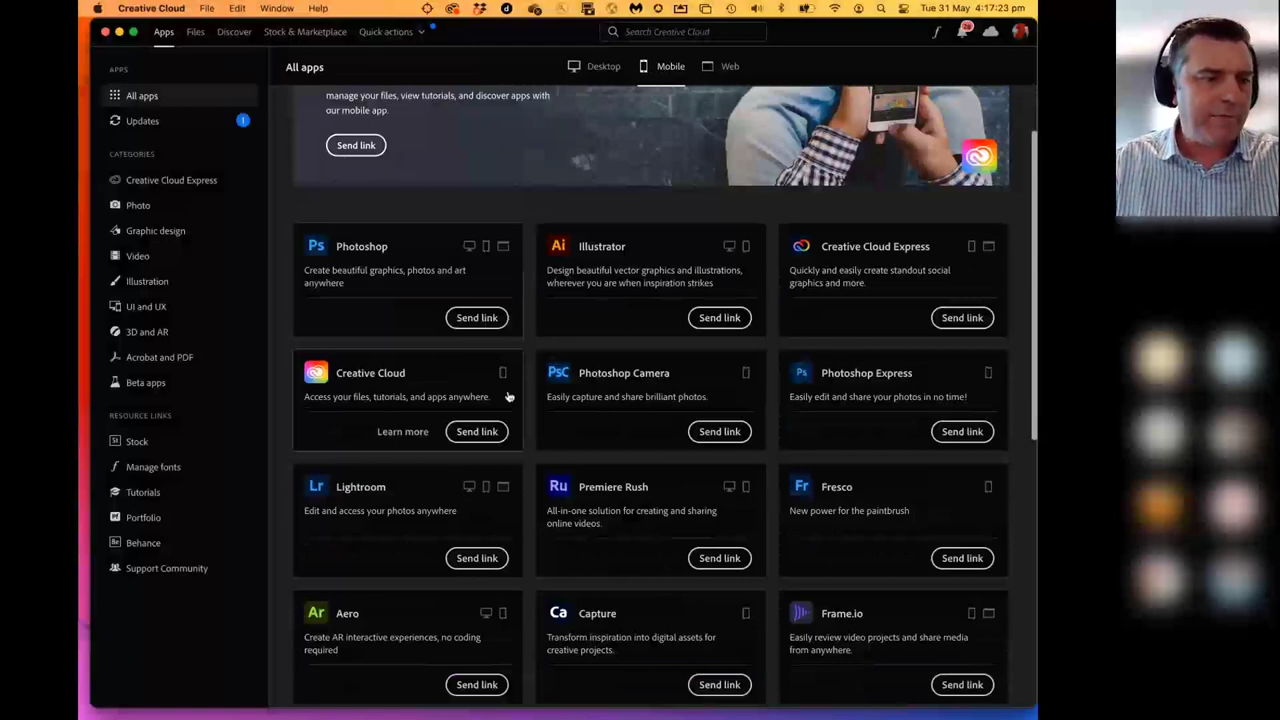 Creative Cloud File Edit Window Help
Tue 31 May 4:17:23 pm
Apps Files Discover Stock & Marketplace Quick actions
Search Creative Cloud
28
APPS
All apps
Updates
1
CATEGORIES
Creative Cloud Express
Photo
Graphic design
Video
Illustration
UI and UX
3D and AR
Acrobat and PDF
Beta apps
RESOURCE LINKS
St Stock
Manage fonts
Tutorials
Pf Portfolio
Be Behance
Support Community
All apps
Desktop Mobile Web
manage your files, view tutorials, and discover apps with
our mobile app.
Send link
Ps Photoshop
Create beautiful graphics, photos and art
anywhere
Send link
Ai Illustrator
Design beautiful vector graphics and illustrations,
wherever you are when inspiration strikes
Send link
Creative Cloud Express
Quickly and easily create standout social
graphics and more.
Send link
Creative Cloud
Access your files, tutorials, and apps anywhere.
Learn more Send link
PsC Photoshop Camera
Easily capture and share brilliant photos.
Send link
Ps Photoshop Express
Easily edit and share your photos in no time!
Send link
Lr Lightroom
Edit and access your photos anywhere
Send link
Ru Premiere Rush
All-in-one solution for creating and sharing
online videos.
Send link
Fr Fresco
New power for the paintbrush
Send link
Ar Aero
Create AR interactive experiences, no coding
required
Send link
Ca Capture
Transform inspiration into digital assets for
creative projects.
Send link
Frame.io
Easily review video projects and share media
from anywhere.
Send link